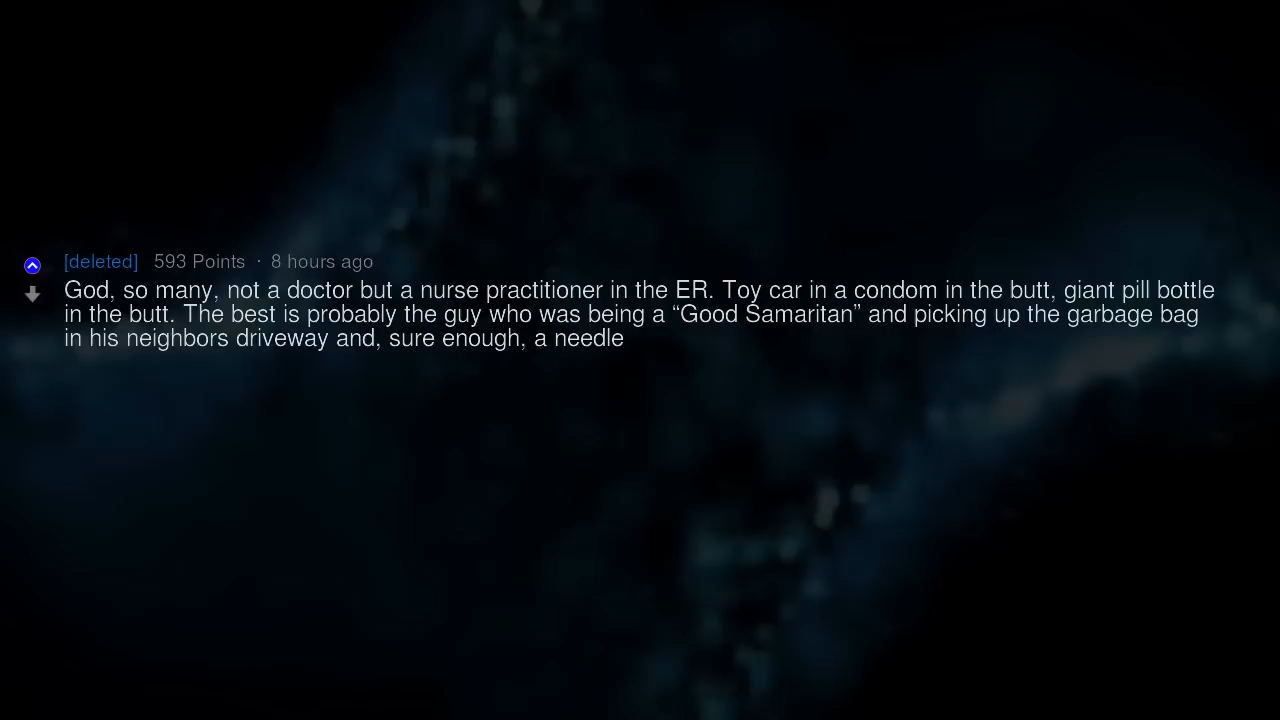 [deleted] 593 Points · 8 hours ago
God, so many, not a doctor but a nurse practitioner in the ER. Toy car in a condom in the butt, giant pill bottle
in the butt. The best is probably the guy who was being a “Good Samaritan” and picking up the garbage bag
in his neighbors driveway and, sure enough, a needle